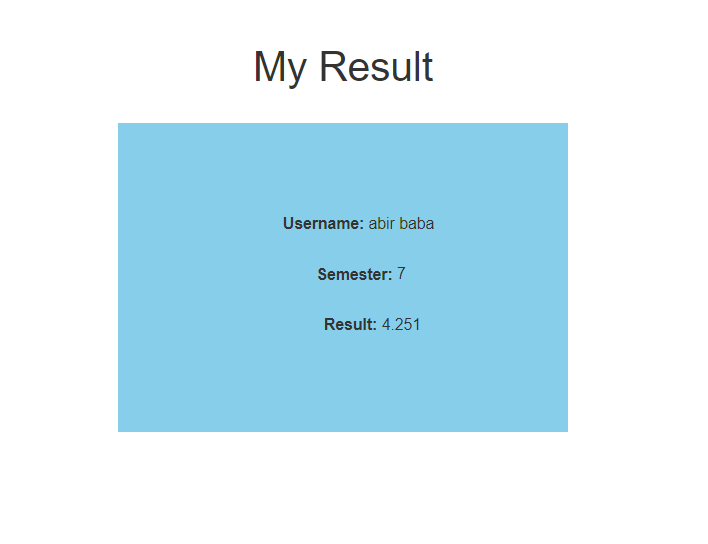 My Result
Username: abir baba
Semester: 7
Result: 4.251